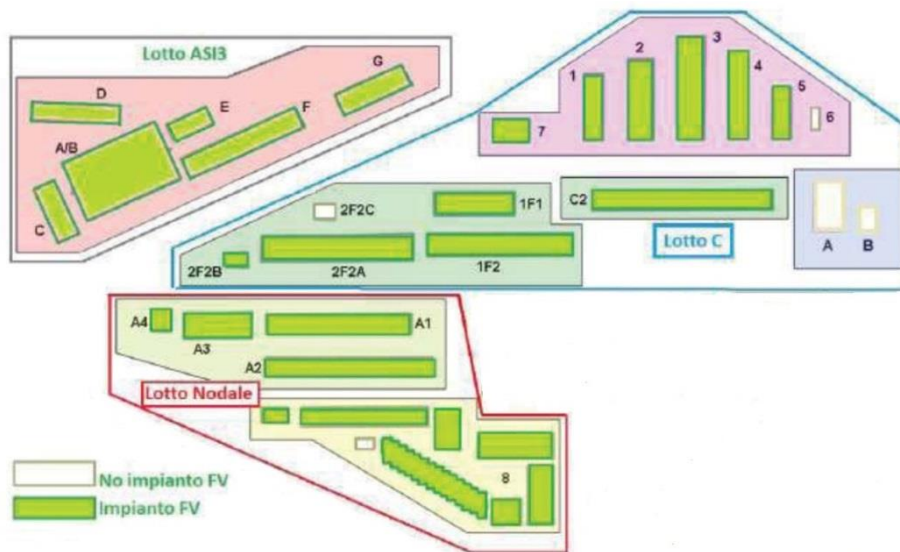 Lotto ASI3
D
E
A/B
F
G
C
1
2
3
4
5
6
7
2F2C
1F1
2F2B
2F2A
1F2
C2
Lotto C
A
B
A4
A3
A1
A2
Lotto Nodale
8
No impianto FV
Impianto FV